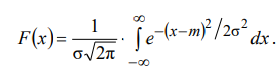 F(x) = 1/(σ√2π) · ∫_{-∞}^{∞} e^{-(x-m)²/2σ²} dx.